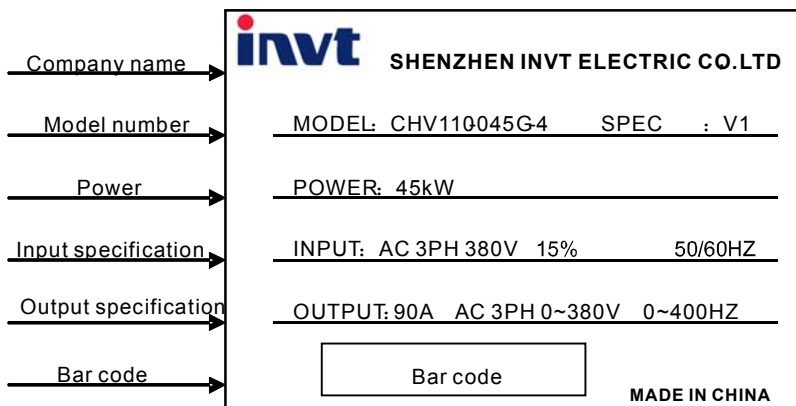 invt
SHENZHEN INVT ELECTRIC CO.LTD
Company name
Model number MODEL: CHV110-045G-4 SPEC : V1
Power POWER: 45kW
Input specification INPUT: AC 3PH 380V 15% 50/60HZ
Output specification OUTPUT: 90A AC 3PH 0~380V 0~400HZ
Bar code Bar code
MADE IN CHINA